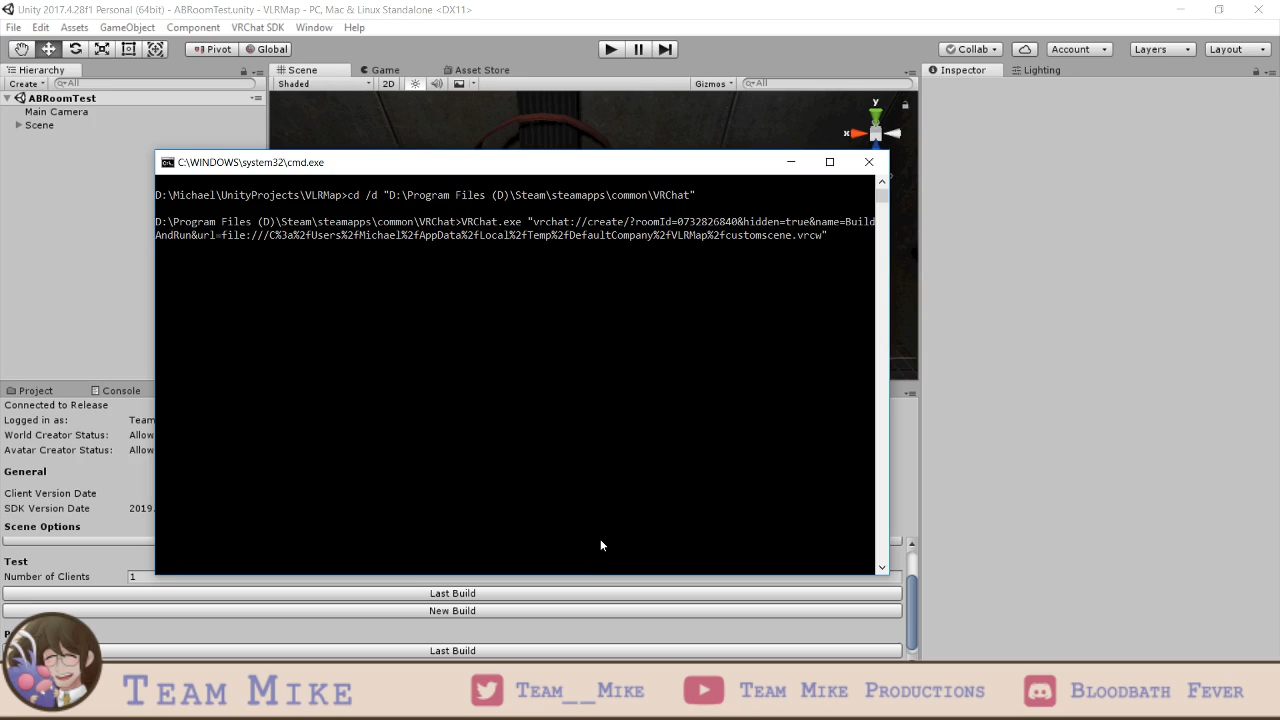 Unity 2017.4.28f1 Personal (64bit) - ABRoomTest.unity - VLRMap - PC, Mac & Linux Standalone <DX11>
File Edit Assets GameObject Component VRChat SDK Window Help
Pivot Global Collab Account Layers Layout
Hierarchy Scene Game Asset Store Inspector Lighting
Create All Shaded 2D Gizmos All
ABRoomTest
Main Camera
Scene
y
x
C:\WINDOWS\system32\cmd.exe
D:\Michael\UnityProjects\VLRMap>cd /d "D:\Program Files (D)\Steam\steamapps\common\VRChat"
D:\Program Files (D)\Steam\steamapps\common\VRChat>VRChat.exe "vrchat://create/?roomId=0732826840&hidden=true&name=Build
AndRun&url=file:///C%3a%2fUsers%2fMichael%2fAppData%2fLocal%2fTemp%2fDefaultCompany%2fVLRMap%2fcustomscene.vrcw"
Project Console
Connected to Release
Logged in as: Team
World Creator Status: Allow
Avatar Creator Status: Allow
General
Client Version Date
SDK Version Date 2019.
Scene Options
Test
Number of Clients 1
Last Build
New Build
Last Build
Team Mike Team__Mike Team Mike Productions Bloodbath Fever